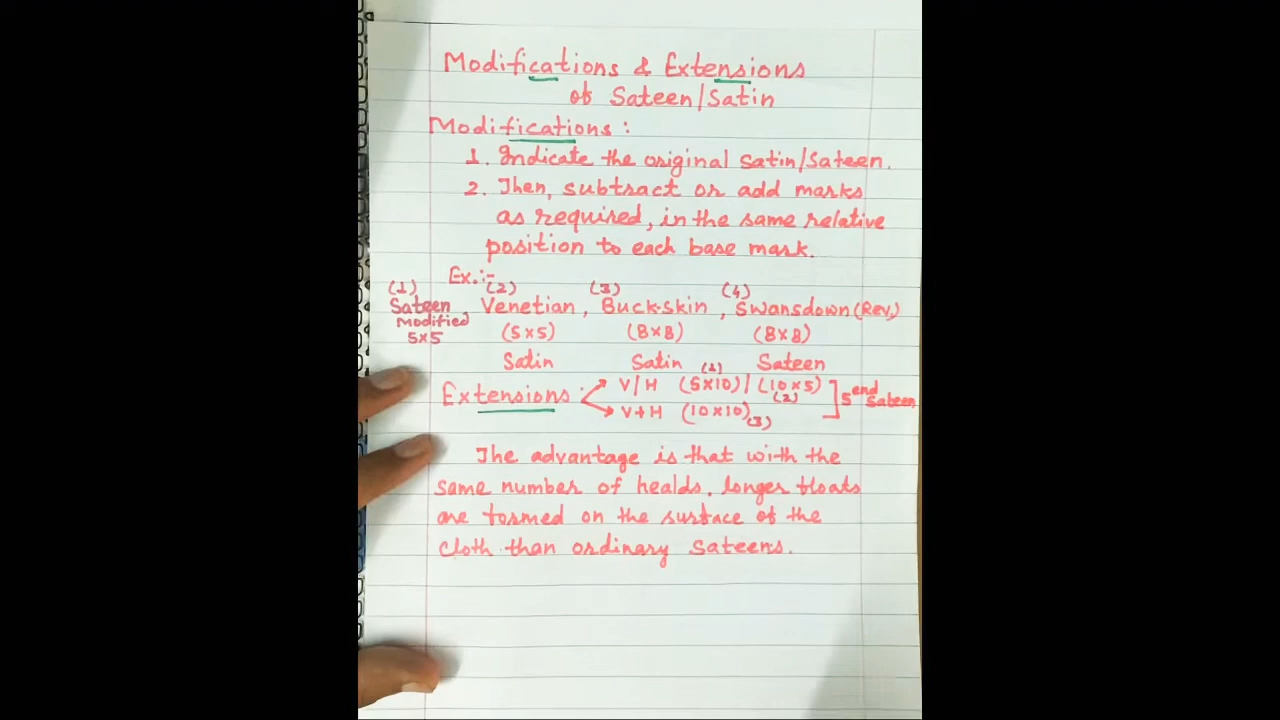 Modifications & Extensions
of Sateen/Satin
Modifications :
1. Indicate the original Satin/Sateen.
2. Then, subtract or add marks
as required, in the same relative
position to each base mark.
Ex.:-
(1) (2) (3) (4)
Sateen Venetian, Buck-skin, Swansdown (Rev.)
Modified
5x5 (5x5) (8x8) (8x8)
Satin Satin Sateen
Extensions : V/H (5x10) (1) / (10x5) (2)
V+H (10x10) (3)
5 end Sateen
The advantage is that with the
same number of healds, longer floats
are formed on the surface of the
cloth than ordinary sateens.